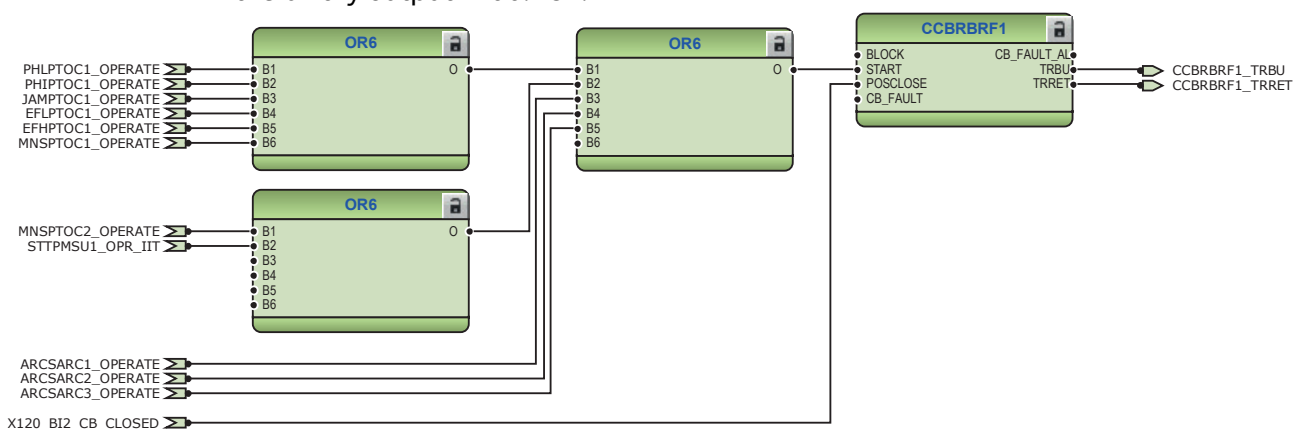 OR6
PHLPTOC1_OPERATE
PHIPTOC1_OPERATE
JAMPTOC1_OPERATE
EFLPTOC1_OPERATE
EFHPTOC1_OPERATE
MNSPTOC1_OPERATE
B1
B2
B3
B4
B5
B6
O
OR6
B1
B2
B3
B4
B5
B6
O
CCBRBRF1
BLOCK
START
POSCLOSE
CB_FAULT
CB_FAULT_AL
TRBU
TRRET
CCBRBRF1_TRBU
CCBRBRF1_TRRET
OR6
MNSPTOC2_OPERATE
STTPMSU1_OPR_IIT
B1
B2
B3
B4
B5
B6
O
ARCSARC1_OPERATE
ARCSARC2_OPERATE
ARCSARC3_OPERATE
X120_BI2_CB_CLOSED